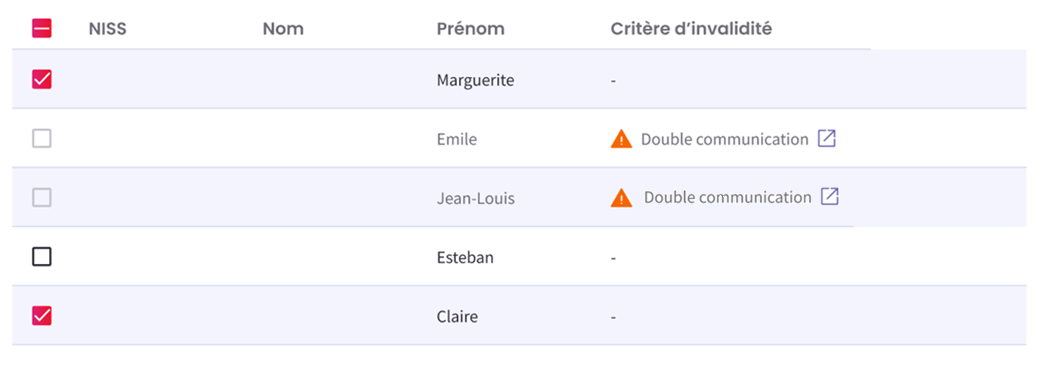 NISS Nom Prénom Critère d’invalidité
Marguerite -
Emile Double communication
Jean-Louis Double communication
Esteban -
Claire -